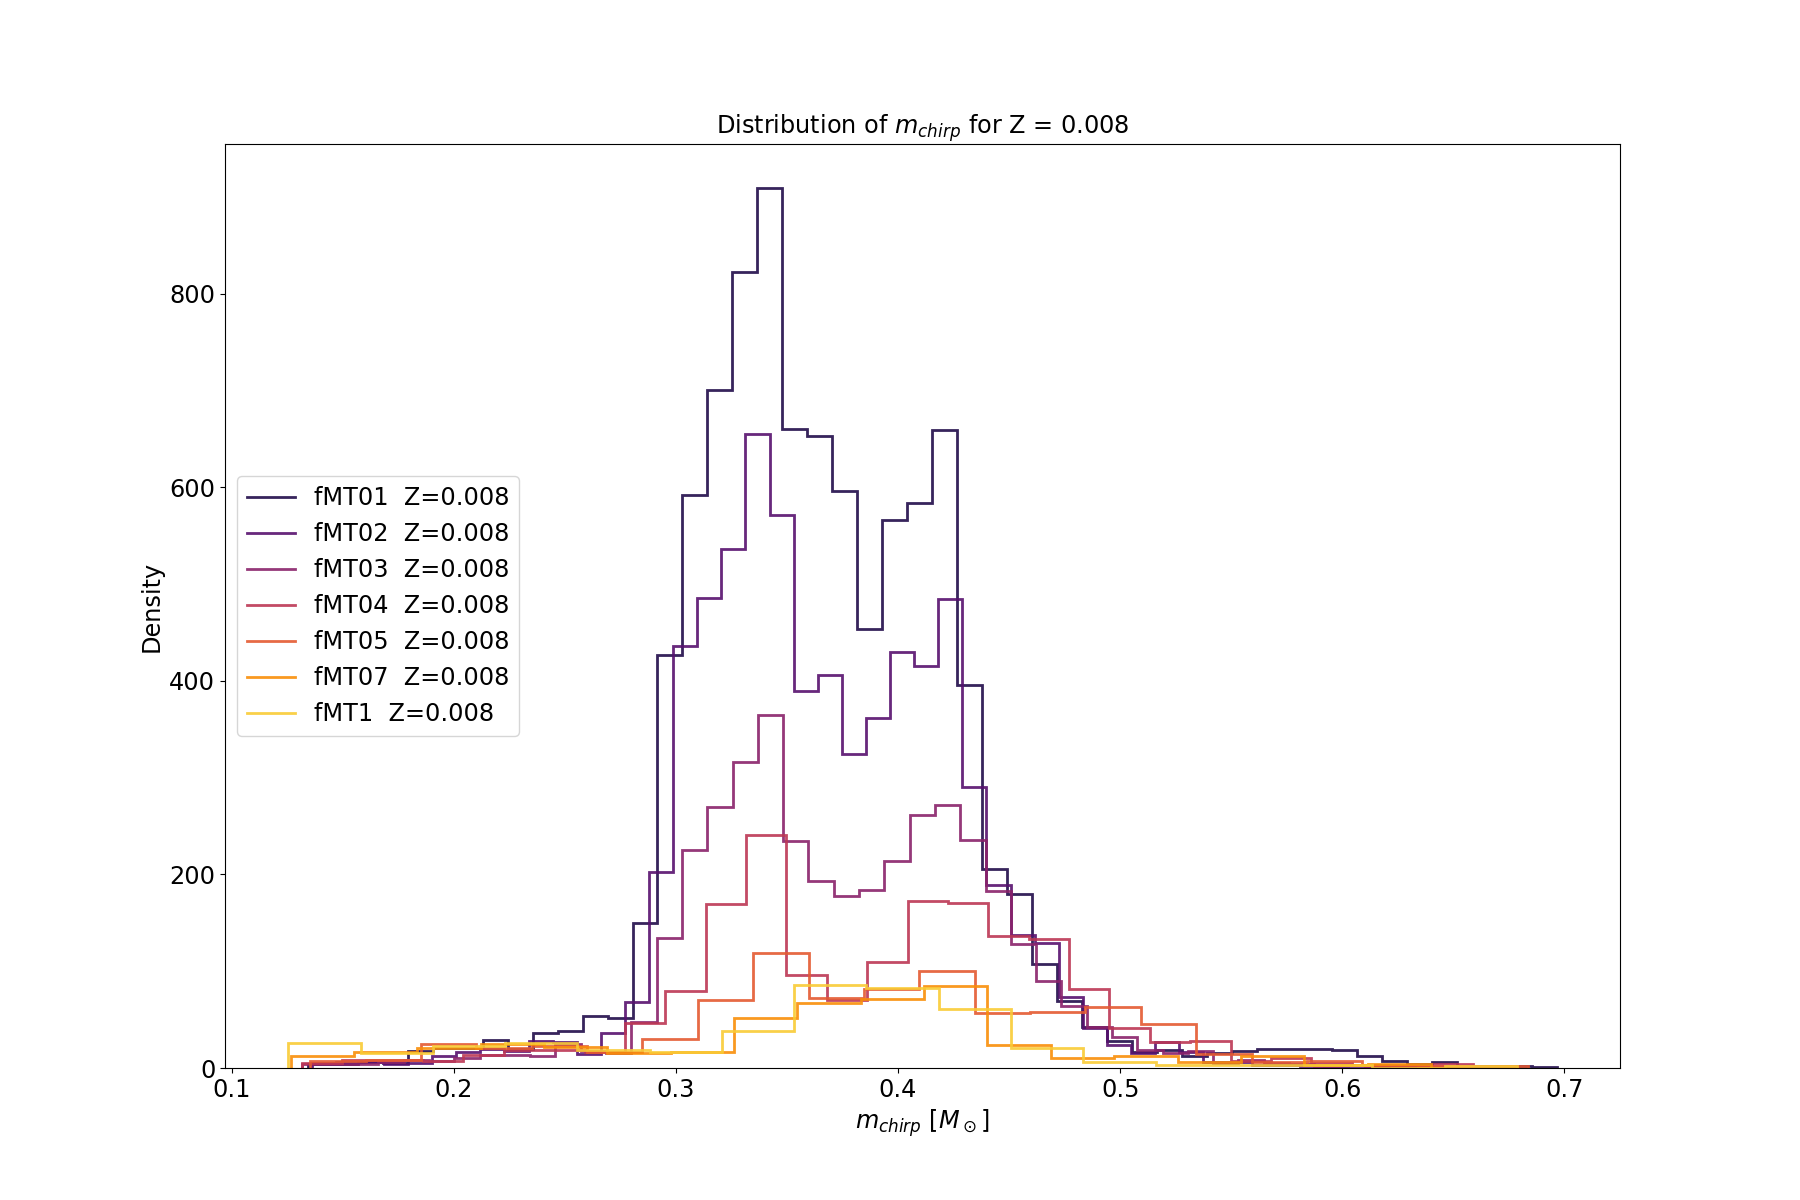 Distribution of m_chirp for Z = 0.008
Density
800
600
400
200
0
fMT01 Z=0.008
fMT02 Z=0.008
fMT03 Z=0.008
fMT04 Z=0.008
fMT05 Z=0.008
fMT07 Z=0.008
fMT1 Z=0.008
0.1 0.2 0.3 0.4 0.5 0.6 0.7
m_chirp [M_⊙]